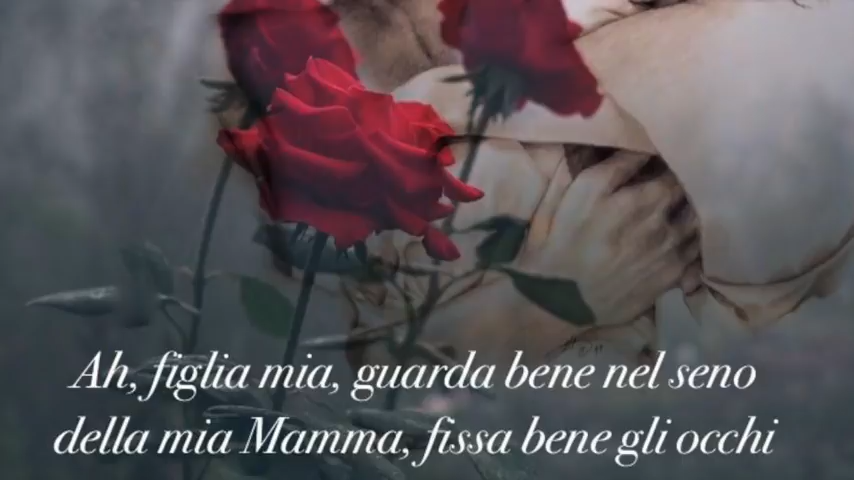 Ah, figlia mia, guarda bene nel seno
della mia Mamma, fissa bene gli occhi